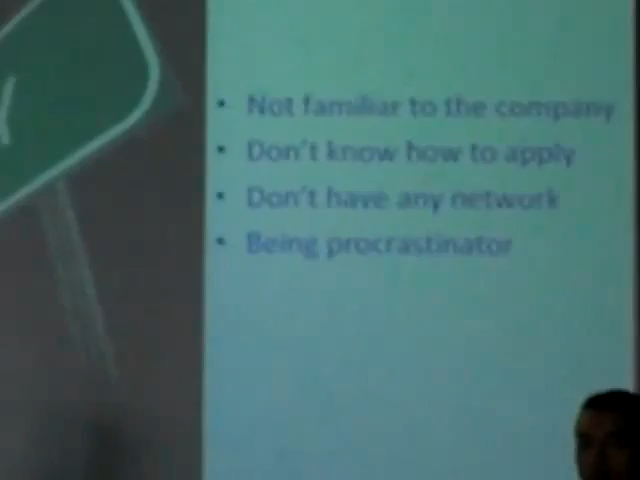 Y
• Not familiar to the company
• Don't know how to apply
• Don't have any network
• Being procrastinator